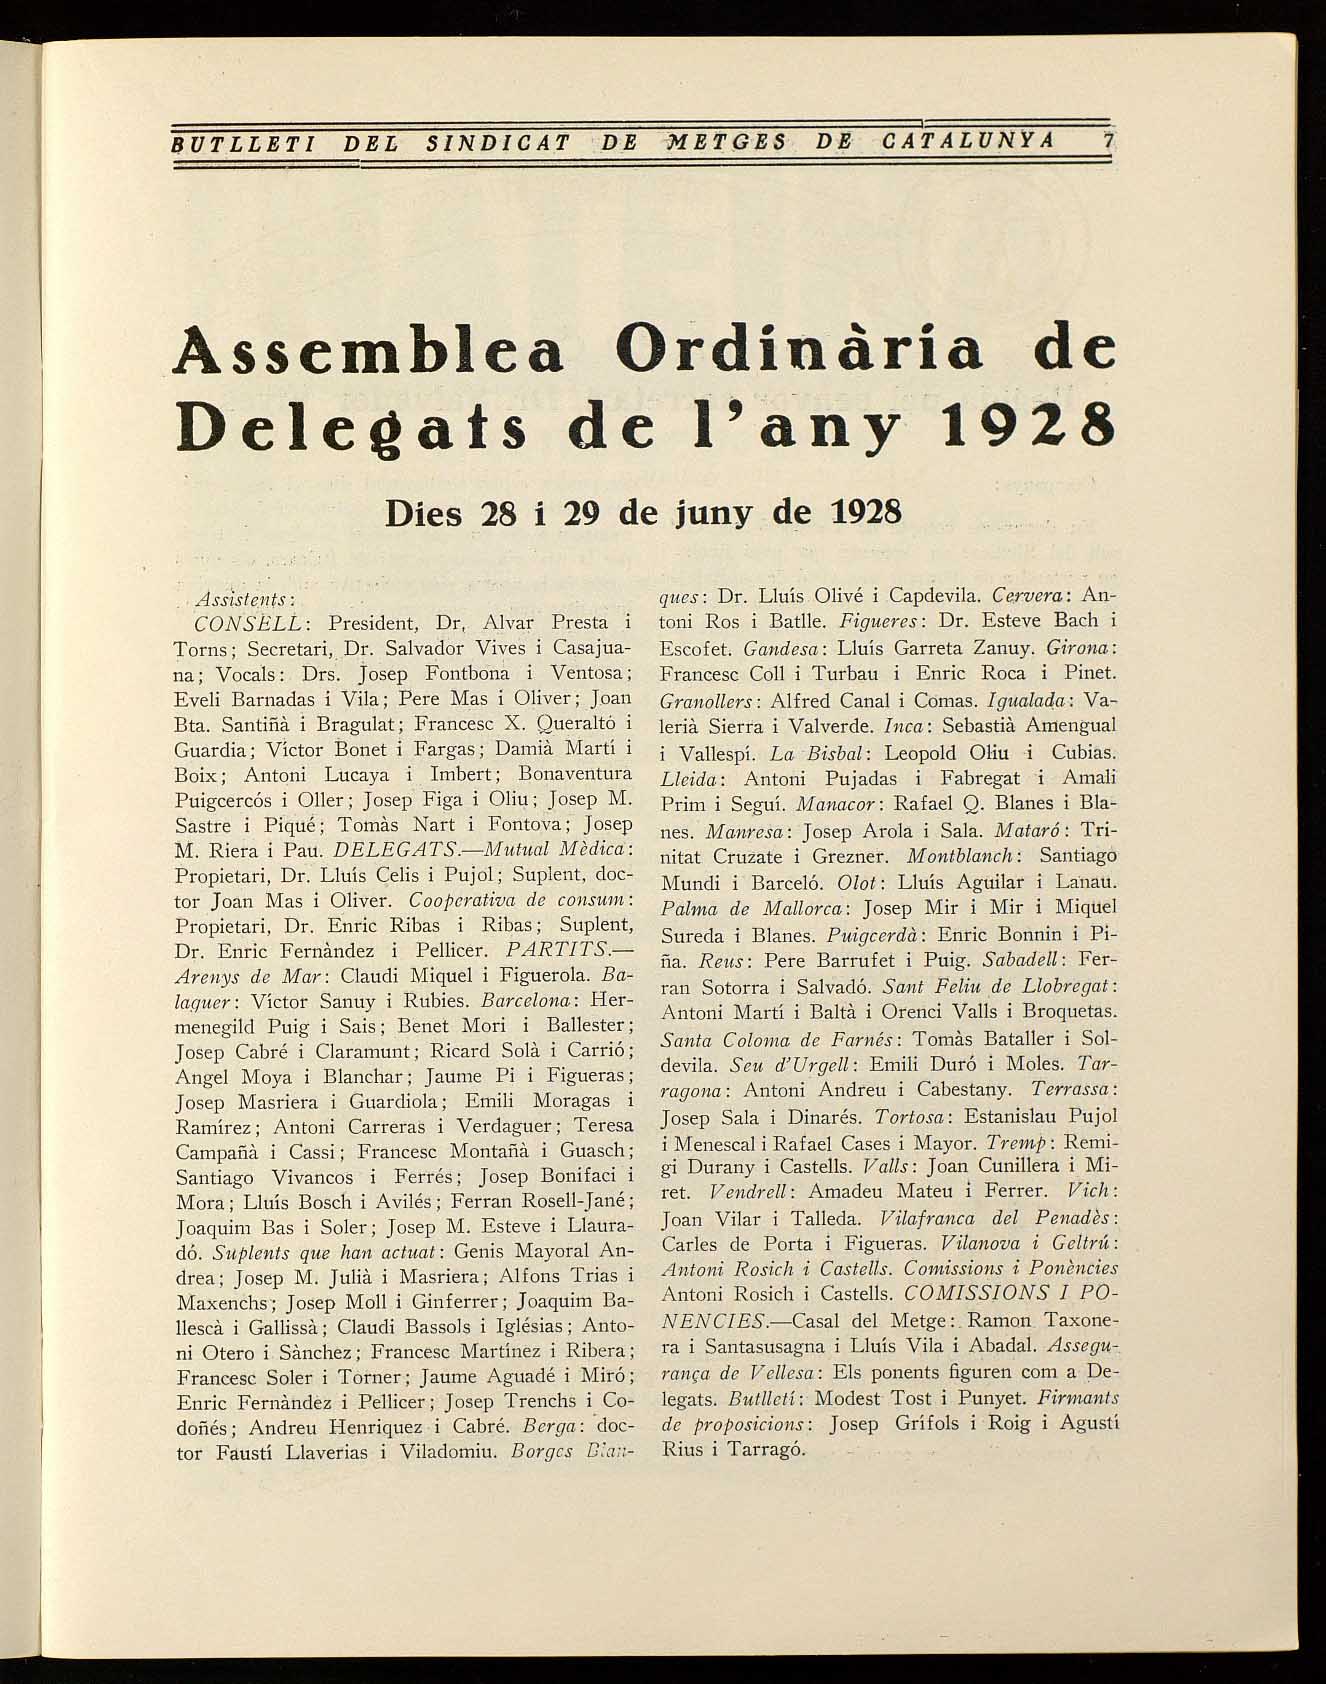 BUTLLETI DEL SINDICAT DE METGES DE CATALUNYA 7
Assemblea Ordinària de
Delegats de l'any 1928
Dies 28 i 29 de juny de 1928
Assistents:
CONSELL: President, Dr, Alvar Presta i
Torns; Secretari, Dr. Salvador Vives i Casajua-
na; Vocals: Drs. Josep Fontbona i Ventosa;
Eveli Barnadas i Vila; Pere Mas i Oliver; Joan
Bta. Santiñà i Bragulat; Francesc X. Queraltó i
Guardia; Víctor Bonet i Fargas; Damià Martí i
Boix; Antoni Lucaya i Imbert; Bonaventura
Puigcercós i Oller; Josep Figa i Oliu; Josep M.
Sastre i Piqué; Tomàs Nart i Fontova; Josep
M. Riera i Pau. DELEGATS.—Mutual Mèdica:
Propietari, Dr. Lluís Celis i Pujol; Suplent, doc-
tor Joan Mas i Oliver. Cooperativa de consum:
Propietari, Dr. Enric Ribas i Ribas; Suplent,
Dr. Enric Fernàndez i Pellicer. PARTITS.—
Arenys de Mar: Claudi Miquel i Figuerola. Ba-
laguer: Víctor Sanuy i Rubies. Barcelona: Her-
menegild Puig i Sais; Benet Mori i Ballester;
Josep Cabré i Claramunt; Ricard Solà i Carrió;
Angel Moya i Blanchar; Jaume Pi i Figueras;
Josep Masriera i Guardiola; Emili Moragas i
Ramírez; Antoni Carreras i Verdaguer; Teresa
Campañà i Cassi; Francesc Montañà i Guasch;
Santiago Vivancos i Ferrés; Josep Bonifaci i
Mora; Lluís Bosch i Avilés; Ferran Rosell-Jané;
Joaquim Bas i Soler; Josep M. Esteve i Llaura-
dó. Suplents que han actuat: Genis Mayoral An-
drea; Josep M. Julià i Masriera; Alfons Trias i
Maxenchs; Josep Moll i Ginferrer; Joaquim Ba-
llescà i Gallissà; Claudi Bassols i Iglésias; Anto-
ni Otero i Sànchez; Francesc Martínez i Ribera;
Francesc Soler i Torner; Jaume Aguadé i Miró;
Enric Fernàndez i Pellicer; Josep Trenchs i Co-
doñés; Andreu Henriquez i Cabré. Berga: doc-
tor Faustí Llaverias i Viladomiu. Borges Blan-
ques: Dr. Lluís Olivé i Capdevila. Cervera: An-
toni Ros i Batlle. Figueres: Dr. Esteve Bach i
Escofet. Gandesa: Lluís Garreta Zanuy. Girona:
Francesc Coll i Turbau i Enric Roca i Pinet.
Granollers: Alfred Canal i Comas. Igualada: Va-
lerià Sierra i Valverde. Inca: Sebastià Amengual
i Vallespí. La Bisbal: Leopold Oliu i Cubias.
Lleida: Antoni Pujadas i Fabregat i Amali
Prim i Seguí. Manacor: Rafael Q. Blanes i Bla-
nes. Manresa: Josep Arola i Sala. Mataró: Tri-
nitat Cruzate i Grezner. Montblanch: Santiago
Mundi i Barceló. Olot: Lluís Aguilar i Lanau.
Palma de Mallorca: Josep Mir i Mir i Miquel
Sureda i Blanes. Puigcerdà: Enric Bonnin i Pi-
ña. Reus: Pere Barrufet i Puig. Sabadell: Fer-
ran Sotorra i Salvadó. Sant Feliu de Llobregat:
Antoni Martí i Baltà i Orenci Valls i Broquetas.
Santa Coloma de Farnés: Tomàs Bataller i Sol-
devila. Seu d'Urgell: Emili Duró i Moles. Tar-
ragona: Antoni Andreu i Cabestany. Terrassa:
Josep Sala i Dinarés. Tortosa: Estanislau Pujol
i Menescal i Rafael Cases i Mayor. Tremp: Remi-
gi Durany i Castells. Valls: Joan Cunillera i Mi-
ret. Vendrell: Amadeu Mateu i Ferrer. Vich:
Joan Vilar i Talleda. Vilafranca del Penadès:
Carles de Porta i Figueras. Vilanova i Geltrú:
Antoni Rosich i Castells. Comissions i Ponències
Antoni Rosich i Castells. COMISSIONS I PO-
NENCIES.—Casal del Metge: Ramon Taxone-
ra i Santasusagna i Lluís Vila i Abadal. Assegu-
rança de Vellesa: Els ponents figuren com a De-
legats. Butlletí: Modest Tost i Punyet. Firmants
de proposicions: Josep Grífols i Roig i Agustí
Rius i Tarragó.